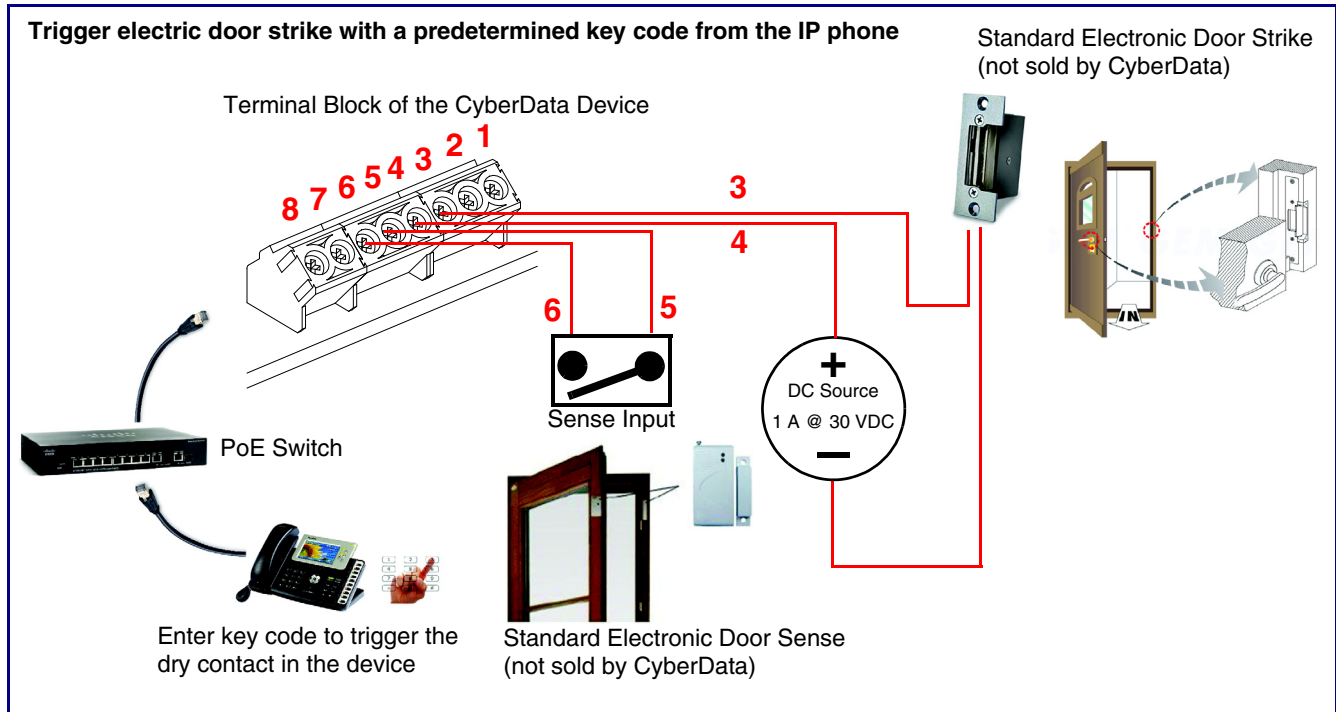 Trigger electric door strike with a predetermined key code from the IP phone
Standard Electronic Door Strike
(not sold by CyberData)
Terminal Block of the CyberData Device
8 7 6 5 4 3 2 1
3
4
6
5
Sense Input
+
DC Source
1 A @ 30 VDC
—
IN
PoE Switch
Enter key code to trigger the
dry contact in the device
Standard Electronic Door Sense
(not sold by CyberData)